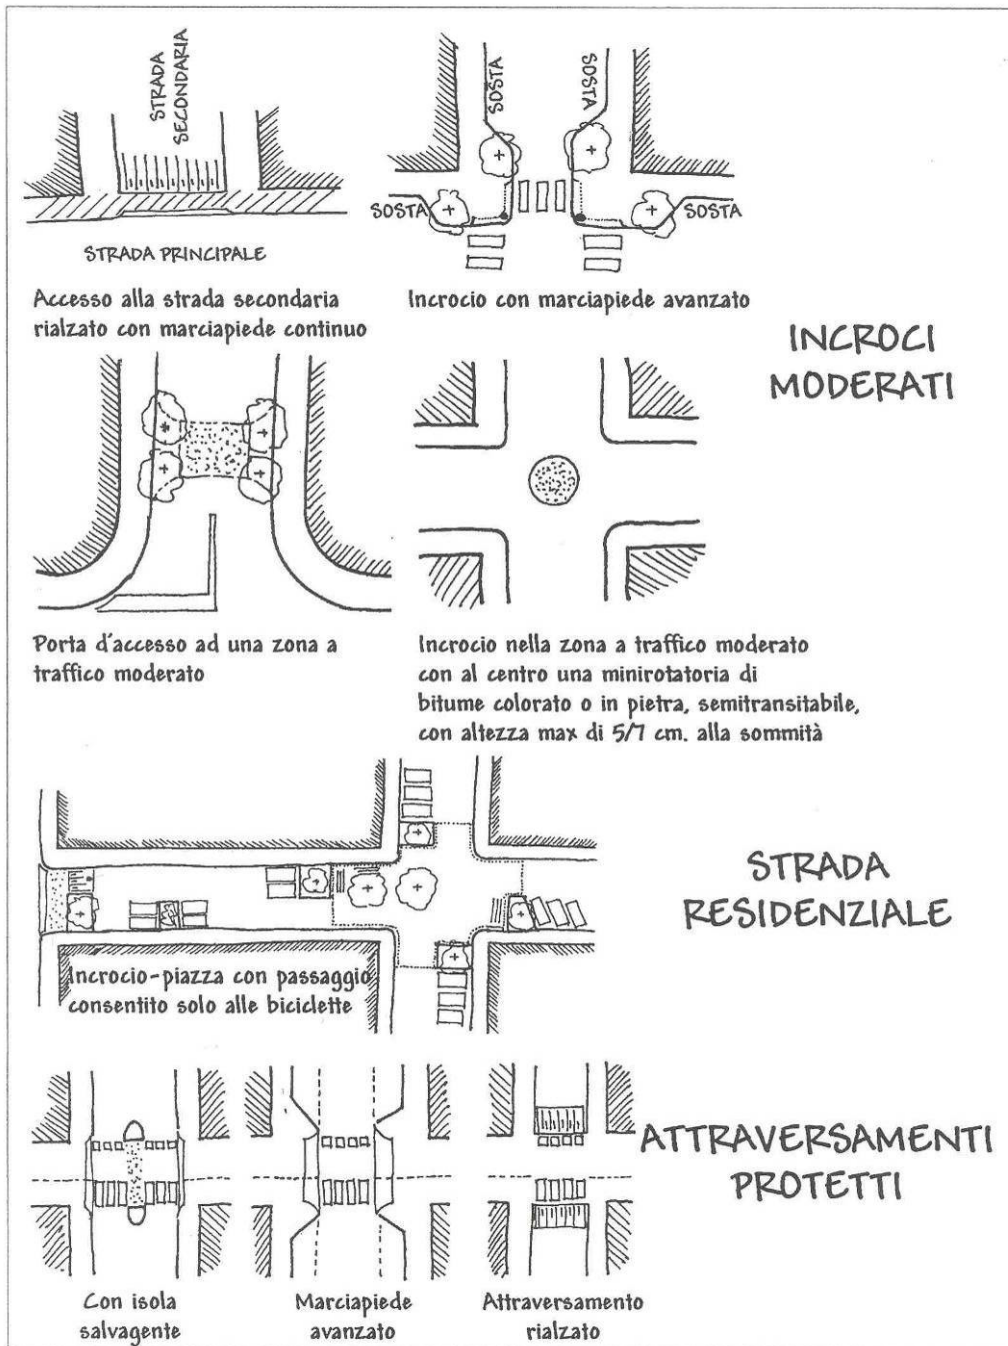 STRADA
SECONDARIA
STRADA PRINCIPALE
Accesso alla strada secondaria
rialzato con marciapiede continuo
SOSTA
SOSTA
SOSTA
SOSTA
Incrocio con marciapiede avanzato
INCROCI
MODERATI
Porta d'accesso ad una zona a
traffico moderato
Incrocio nella zona a traffico moderato
con al centro una minirotatoria di
bitume colorato o in pietra, semitransitabile,
con altezza max di 5/7 cm. alla sommità
Incrocio-piazza con passaggio
consentito solo alle biciclette
STRADA
RESIDENZIALE
Con isola
salvagente
Marciapiede
avanzato
Attraversamento
rialzato
ATTRAVERSAMENTI
PROTETTI